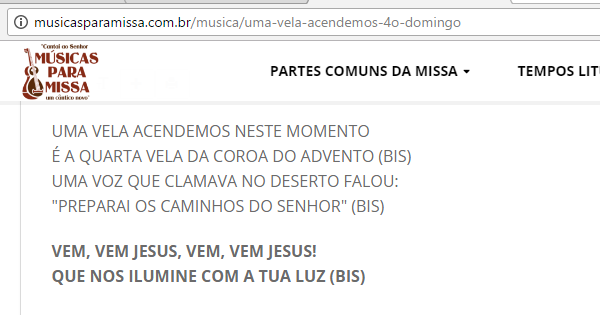 musicasparamissa.com.br/musica/uma-vela-acendemos-4o-domingo
"Cantai ao Senhor
MÚSICAS
PARA
MISSA
um cântico novo"
PARTES COMUNS DA MISSA
TEMPOS LIT
UMA VELA ACENDEMOS NESTE MOMENTO
É A QUARTA VELA DA COROA DO ADVENTO (BIS)
UMA VOZ QUE CLAMAVA NO DESERTO FALOU:
"PREPARAI OS CAMINHOS DO SENHOR" (BIS)
VEM, VEM JESUS, VEM, VEM JESUS!
QUE NOS ILUMINE COM A TUA LUZ (BIS)